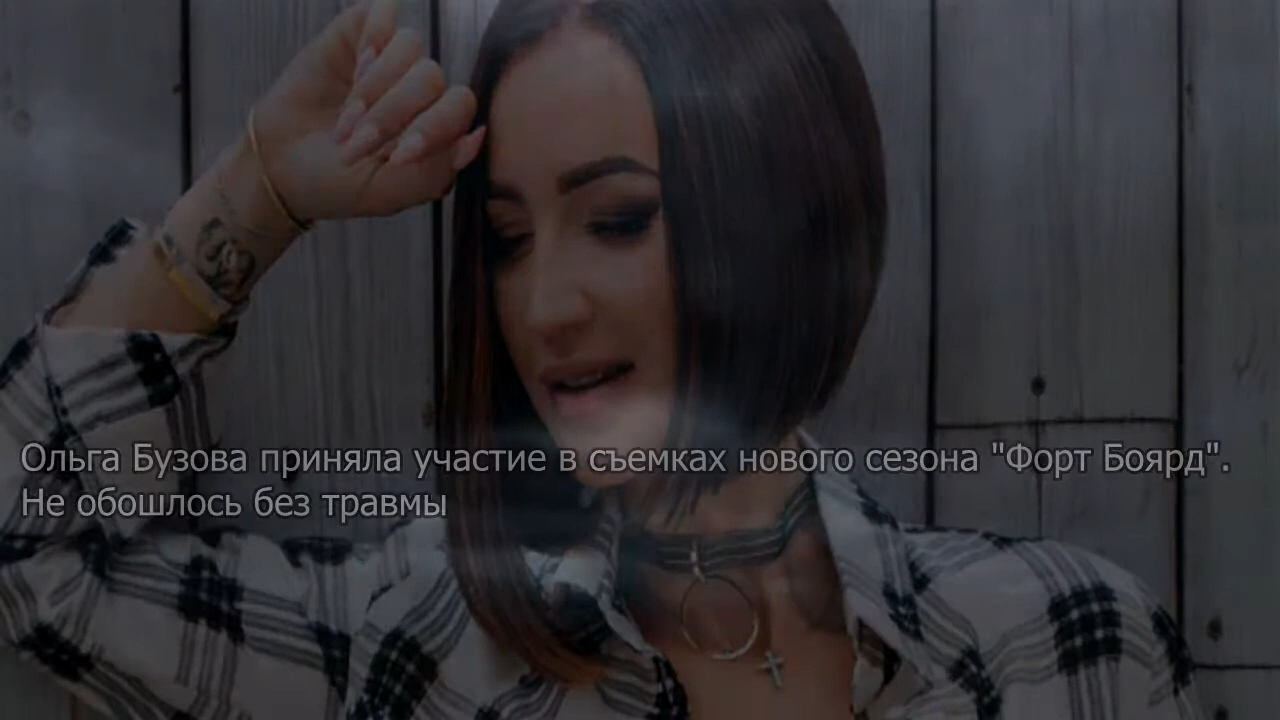 Ольга Бузова приняла участие в съемках нового сезона "Форт Боярд".
Не обошлось без травмы